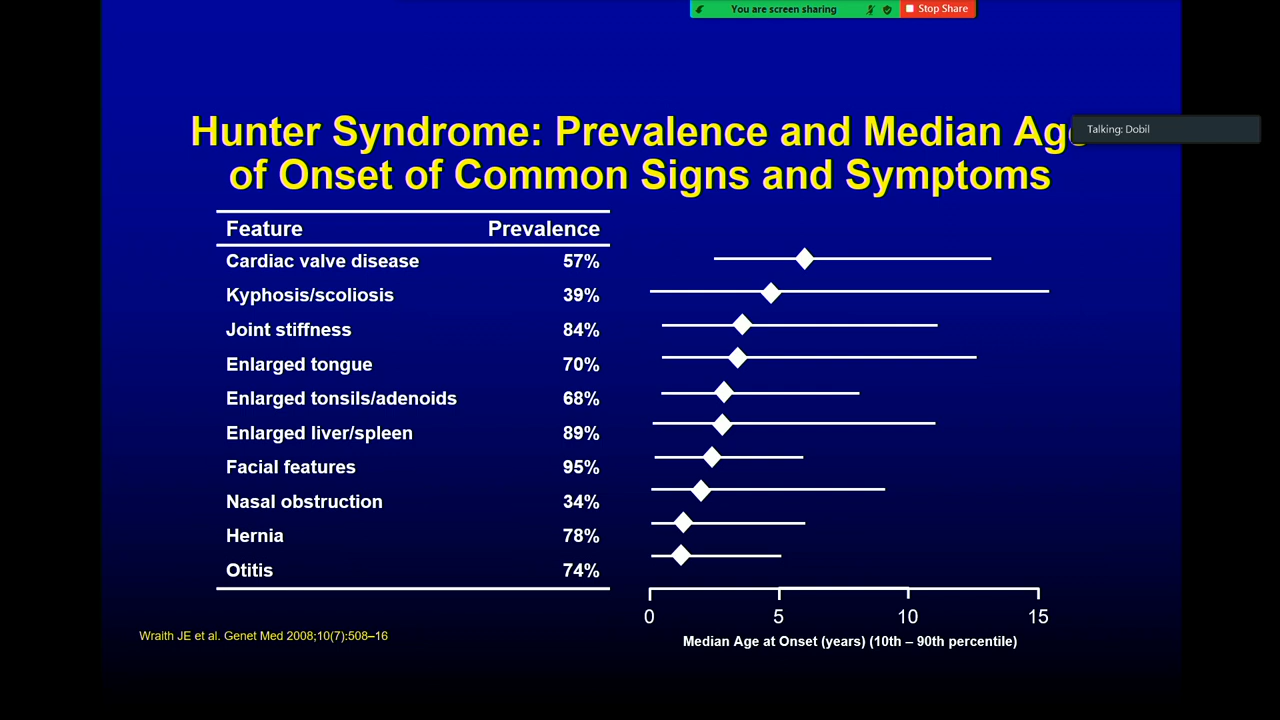 You are screen sharing
Stop Share
Talking: Dobil
Hunter Syndrome: Prevalence and Median Age
of Onset of Common Signs and Symptoms
Feature Prevalence
Cardiac valve disease 57%
Kyphosis/scoliosis 39%
Joint stiffness 84%
Enlarged tongue 70%
Enlarged tonsils/adenoids 68%
Enlarged liver/spleen 89%
Facial features 95%
Nasal obstruction 34%
Hernia 78%
Otitis 74%
0 5 10 15
Median Age at Onset (years) (10th – 90th percentile)
Wraith JE et al. Genet Med 2008;10(7):508–16